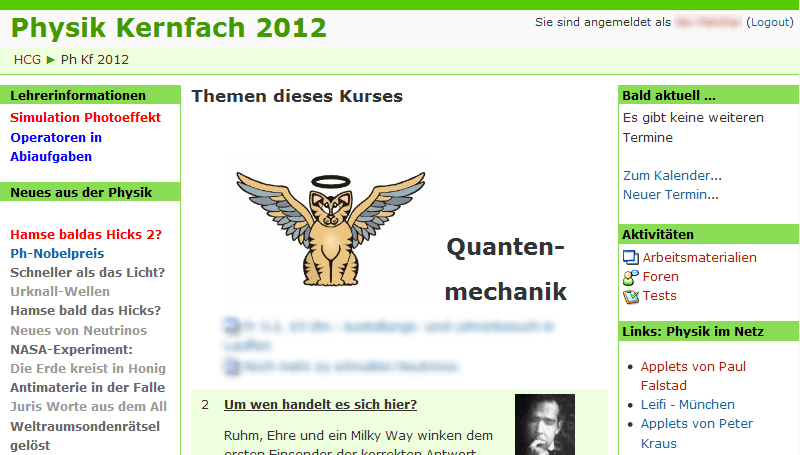 Physik Kernfach 2012
Sie sind angemeldet als (Logout)
HCG ► Ph Kf 2012
Lehrerinformationen
Simulation Photoeffekt
Operatoren in
Abiaufgaben
Neues aus der Physik
Hamse baldas Hicks 2?
Ph-Nobelpreis
Schneller als das Licht?
Urknall-Wellen
Hamse bald das Hicks?
Neues von Neutrinos
NASA-Experiment:
Die Erde kreist in Honig
Antimaterie in der Falle
Juris Worte aus dem All
Weltraumsondenrätsel
gelöst
Themen dieses Kurses
Quanten-
mechanik
2 Um wen handelt es sich hier?
Ruhm, Ehre und ein Milky Way winken dem
ersten Einsender der korrekten Antwort
Bald aktuell ...
Es gibt keine weiteren
Termine
Zum Kalender...
Neuer Termin...
Aktivitäten
Arbeitsmaterialien
Foren
Tests
Links: Physik im Netz
• Applets von Paul
Falstad
• Leifi - München
• Applets von Peter
Kraus